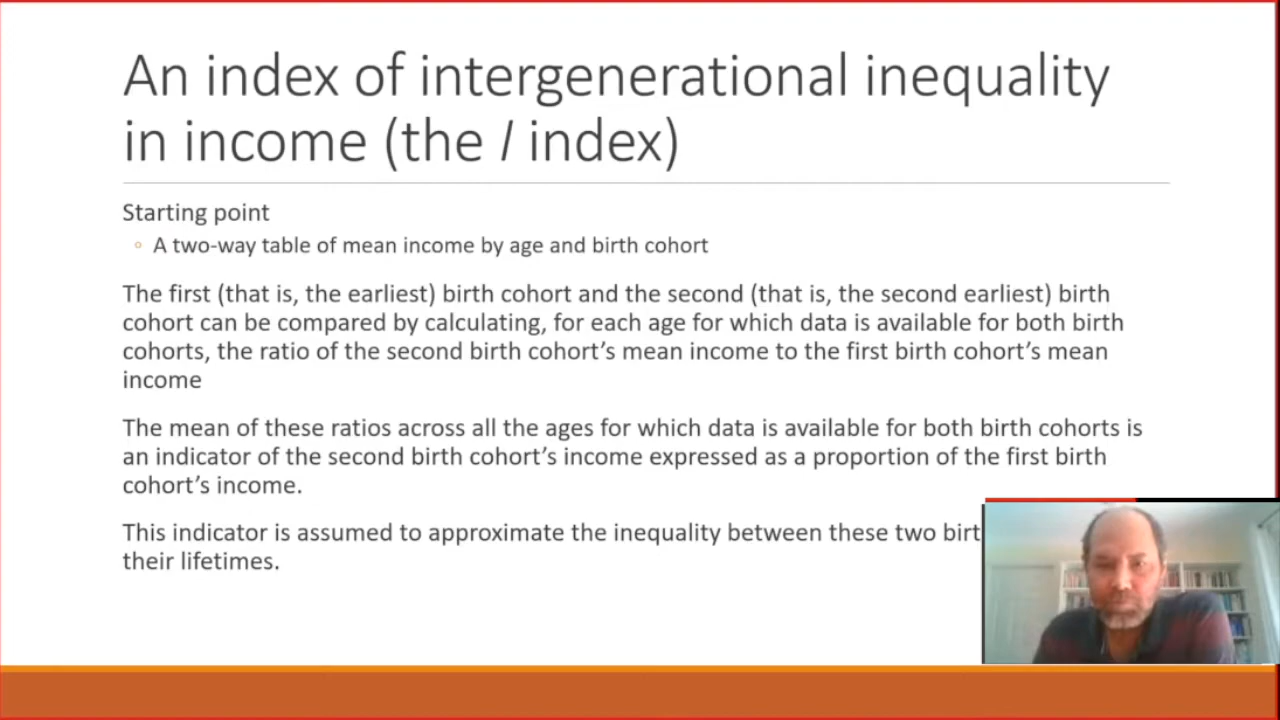 An index of intergenerational inequality
in income (the I index)
Starting point
◦ A two-way table of mean income by age and birth cohort
The first (that is, the earliest) birth cohort and the second (that is, the second earliest) birth
cohort can be compared by calculating, for each age for which data is available for both birth
cohorts, the ratio of the second birth cohort’s mean income to the first birth cohort’s mean
income
The mean of these ratios across all the ages for which data is available for both birth cohorts is
an indicator of the second birth cohort’s income expressed as a proportion of the first birth
cohort’s income.
This indicator is assumed to approximate the inequality between these two birt
their lifetimes.